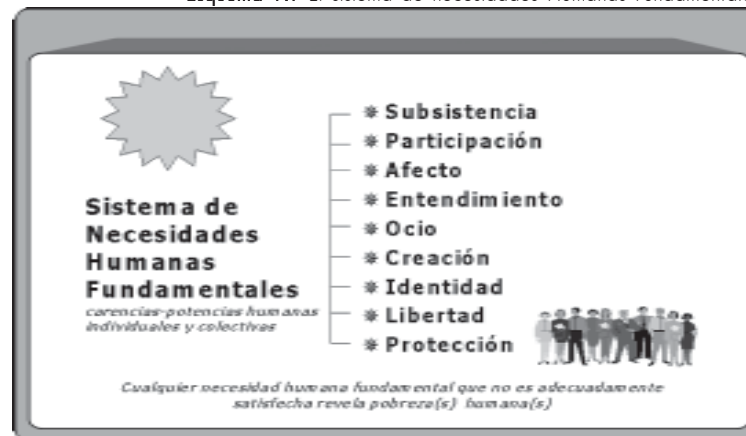 Sistema de
Necesidades
Humanas
Fundamentales
carencias-potencias humanas
individuales y colectivas
Subsistencia
Participación
Afecto
Entendimiento
Ocio
Creación
Identidad
Libertad
Protección
Cualquier necesidad humana fundamental que no es adecuadamente
satisfecha revela pobreza(s) humana(s)